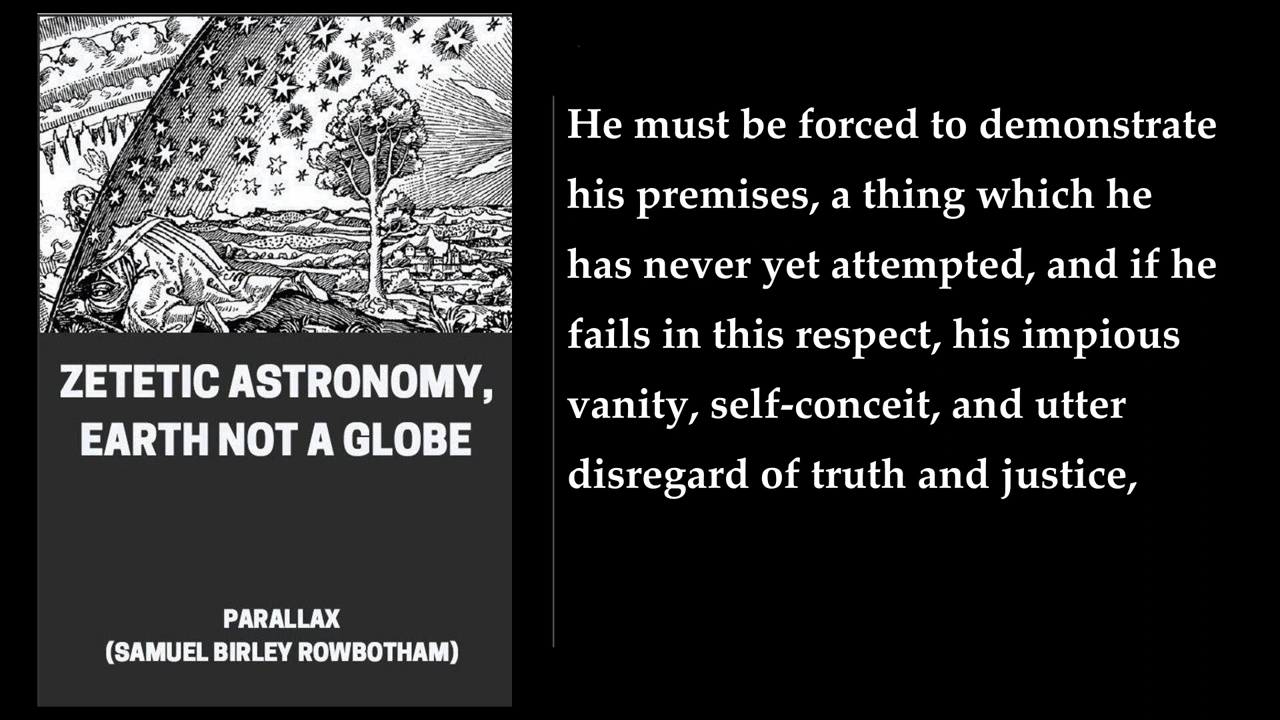 ZETETIC ASTRONOMY,
EARTH NOT A GLOBE
PARALLAX
(SAMUEL BIRLEY ROWBOTHAM)
He must be forced to demonstrate
his premises, a thing which he
has never yet attempted, and if he
fails in this respect, his impious
vanity, self-conceit, and utter
disregard of truth and justice,